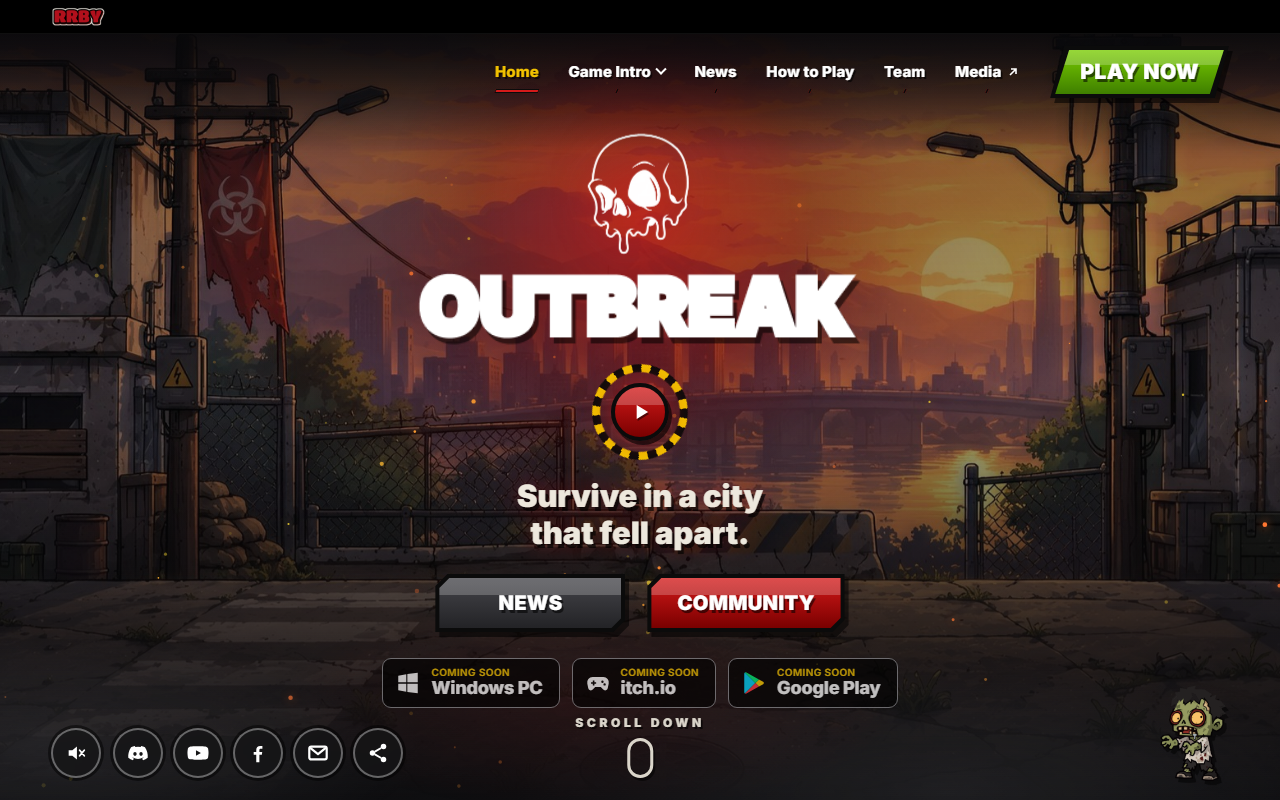 RRBY
Home
Game Intro
News
How to Play
Team
Media
PLAY NOW
OUTBREAK
Survive in a city
that fell apart.
NEWS
COMMUNITY
COMING SOON
Windows PC
COMING SOON
itch.io
COMING SOON
Google Play
SCROLL DOWN